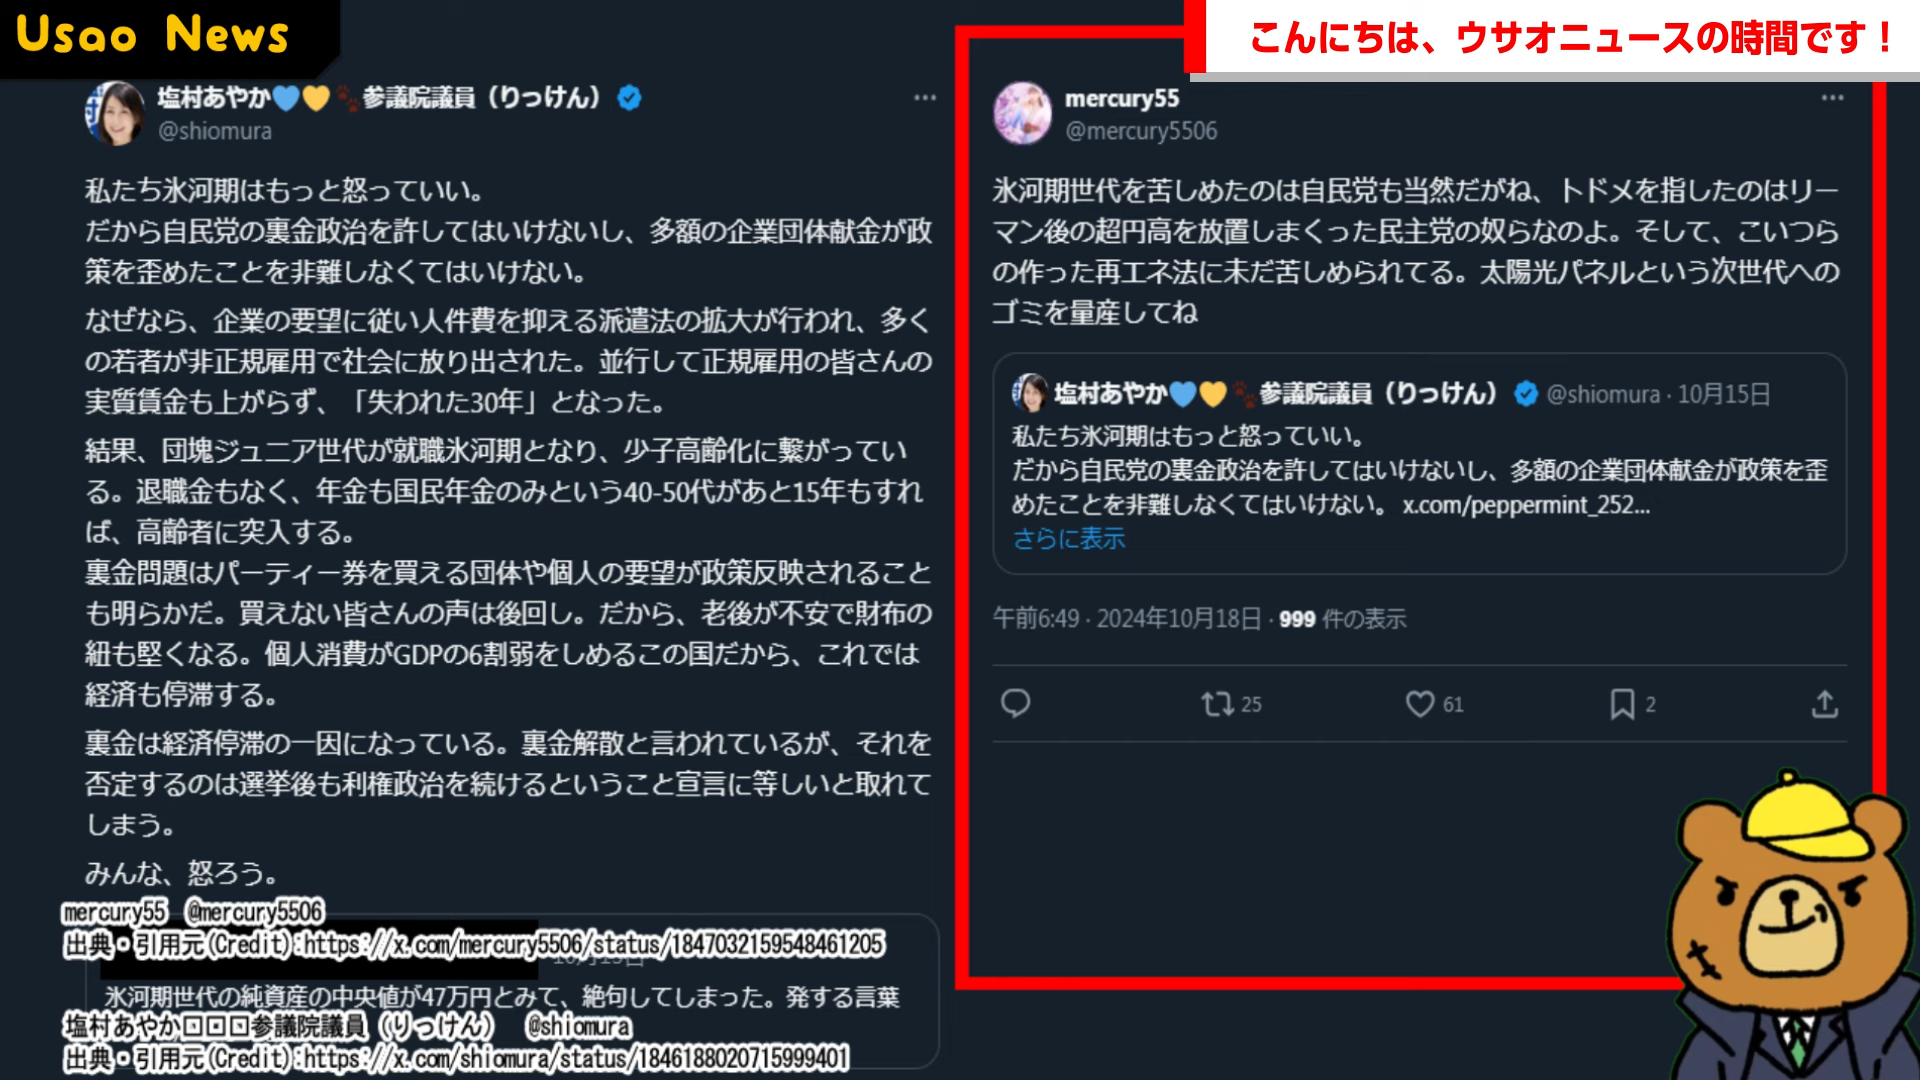 Usao News
こんにちは、ウサオニュースの時間です！
塩村あやか💙💛🐾参議院議員（りっけん）
@shiomura
私たち氷河期はもっと怒っていい。
だから自民党の裏金政治を許してはいけないし、多額の企業団体献金が政
策を歪めたことを非難しなくてはいけない。
なぜなら、企業の要望に従い人件費を抑える派遣法の拡大が行われ、多く
の若者が非正規雇用で社会に放り出された。並行して正規雇用の皆さんの
実質賃金も上がらず、「失われた30年」となった。
結果、団塊ジュニア世代が就職氷河期となり、少子高齢化に繋がってい
る。退職金もなく、年金も国民年金のみという40-50代があと15年もすれ
ば、高齢者に突入する。
裏金問題はパーティー券を買える団体や個人の要望が政策反映されること
も明らかだ。買えない皆さんの声は後回し。だから、老後が不安で財布の
紐も堅くなる。個人消費がGDPの6割弱をしめるこの国だから、これでは
経済も停滞する。
裏金は経済停滞の一因になっている。裏金解散と言われているが、それを
否定するのは選挙後も利権政治を続けるということ宣言に等しいと取れて
しまう。
みんな、怒ろう。
mercury55 @mercury5506
出典・引用元(Credit):https://x.com/mercury5506/status/1847032159548461205
10月15日
氷河期世代の純資産の中央値が47万円とみて、絶句してしまった。発する言葉
塩村あやか□□□参議院議員（りっけん） @shiomura
出典・引用元(Credit):https://x.com/shiomura/status/1846188020715999401
mercury55
@mercury5506
氷河期世代を苦しめたのは自民党も当然だがね、トドメを指したのはリー
マン後の超円高を放置しまくった民主党の奴らなのよ。そして、こいつら
の作った再エネ法に未だ苦しめられてる。太陽光パネルという次世代への
ゴミを量産してね
塩村あやか💙💛🐾参議院議員（りっけん） @shiomura · 10月15日
私たち氷河期はもっと怒っていい。
だから自民党の裏金政治を許してはいけないし、多額の企業団体献金が政策を歪
めたことを非難しなくてはいけない。 x.com/peppermint_252...
さらに表示
午前6:49 · 2024年10月18日 · 999 件の表示
25 61 2